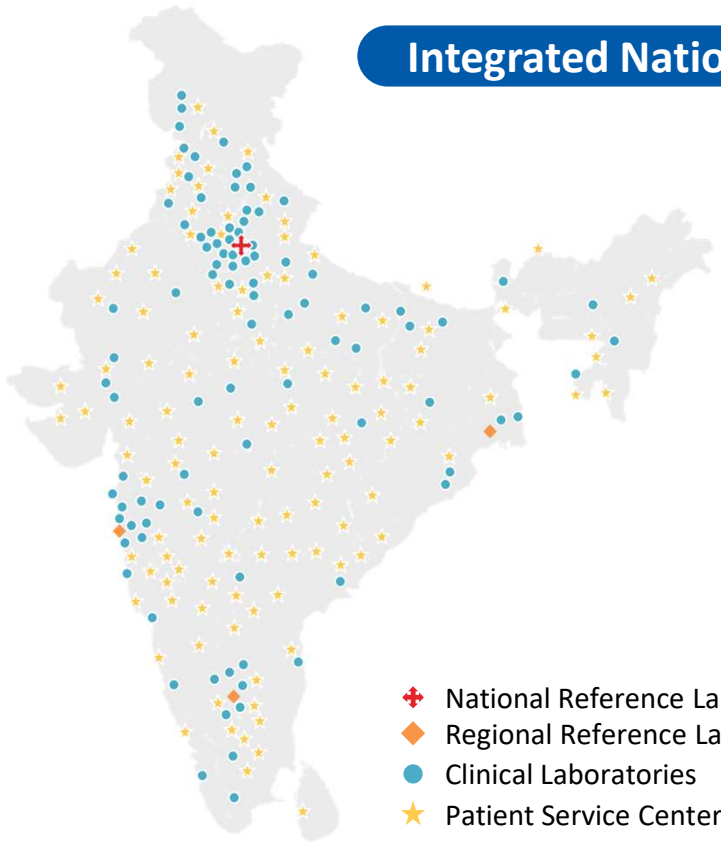 Integrated Natio
National Reference La
Regional Reference La
Clinical Laboratories
Patient Service Center